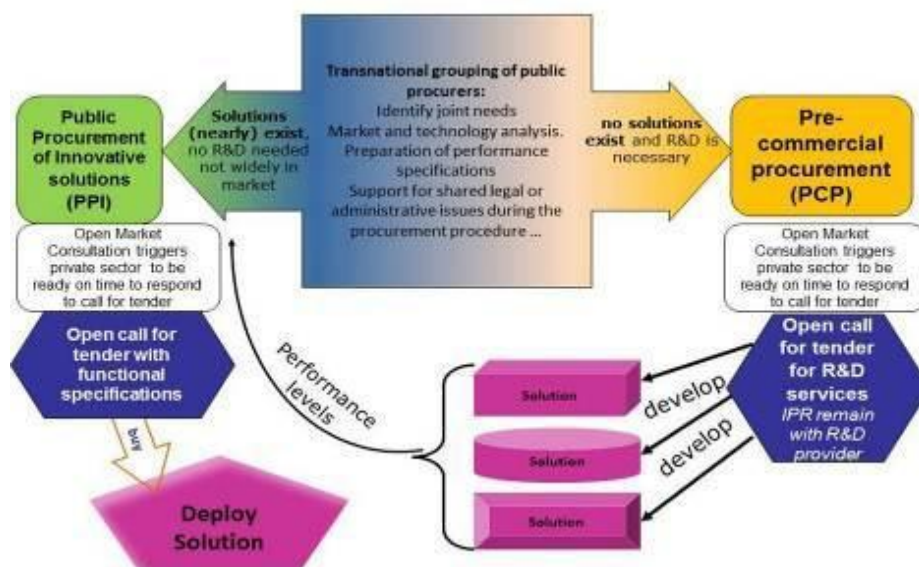 Transnational grouping of public
procurers:
Identify joint needs
Market and technology analysis.
Preparation of performance
specifications
Support for shared legal or
administrative issues during the
procurement procedure ...
Solutions
(nearly) exist,
no R&D needed
not widely in
market
no solutions
exist and R&D is
necessary
Public
Procurement
of Innovative
solutions
(PPI)
Open Market
Consultation triggers
private sector to be
ready on time to respond
to call for tender
Open call for
tender with
functional
specifications
buy
Deploy
Solution
Pre-
commercial
procurement
(PCP)
Open Market
Consultation triggers
private sector to be
ready on time to respond
to call for tender
Open call
for tender
for R&D
services
IPR remain
with R&D
provider
develop
develop
Solution
Solution
Solution
Performance
levels